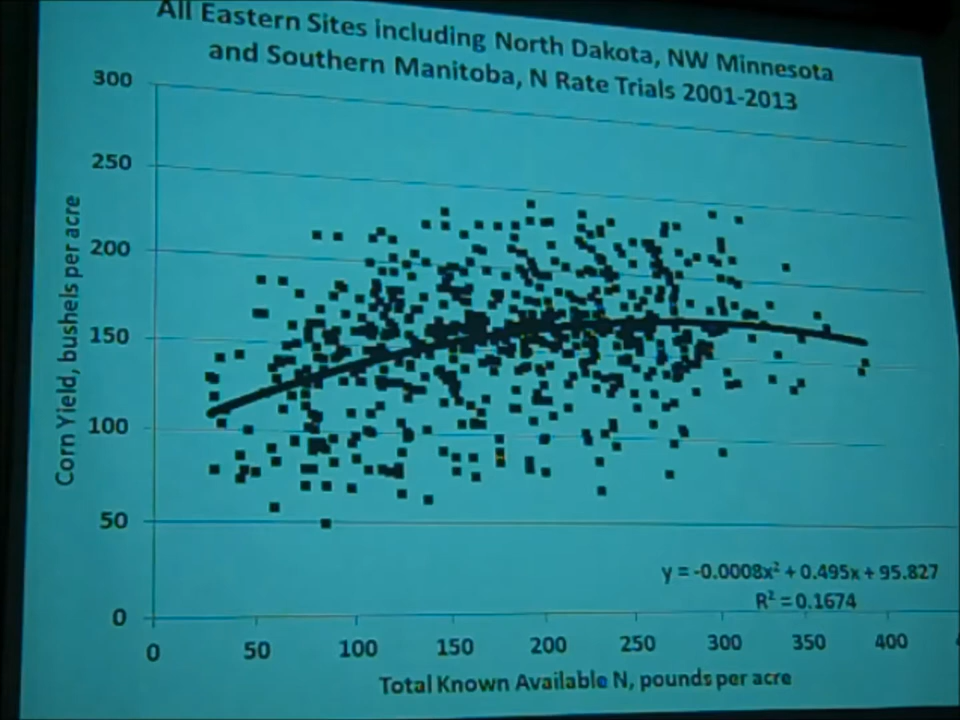 All Eastern Sites including North Dakota, NW Minnesota
and Southern Manitoba, N Rate Trials 2001-2013
300
250
200
150
100
50
0
Corn Yield, bushels per acre
y = -0.0008x² + 0.495x + 95.827
R² = 0.1674
0 50 100 150 200 250 300 350 400
Total Known Available N, pounds per acre